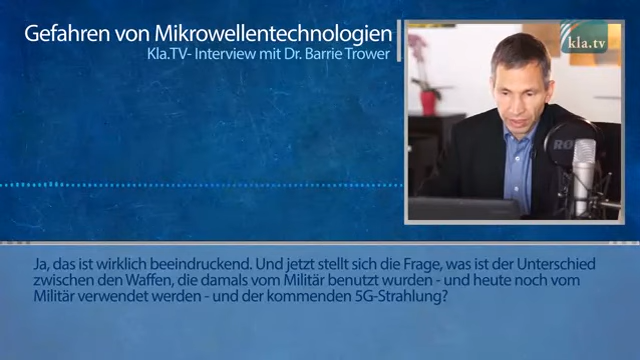 Gefahren von Mikrowellentechnologien
Kla.TV- Interview mit Dr. Barrie Trower
kla.tv
RØ
Ja, das ist wirklich beeindruckend. Und jetzt stellt sich die Frage, was ist der Unterschied
zwischen den Waffen, die damals vom Militär benutzt wurden - und heute noch vom
Militär verwendet werden - und der kommenden 5G-Strahlung?